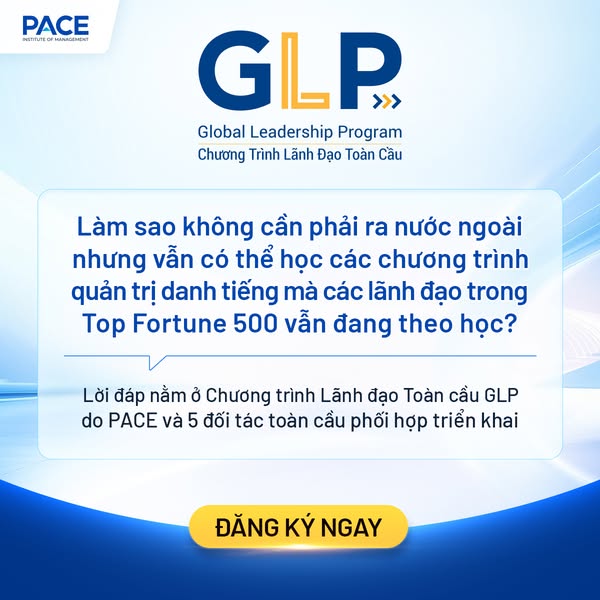 PACE
INSTITUTE OF MANAGEMENT
GLP
Global Leadership Program
Chương Trình Lãnh Đạo Toàn Cầu
Làm sao không cần phải ra nước ngoài
nhưng vẫn có thể học các chương trình
quản trị danh tiếng mà các lãnh đạo trong
Top Fortune 500 vẫn đang theo học?
Lời đáp nằm ở Chương trình Lãnh đạo Toàn cầu GLP
do PACE và 5 đối tác toàn cầu phối hợp triển khai
ĐĂNG KÝ NGAY